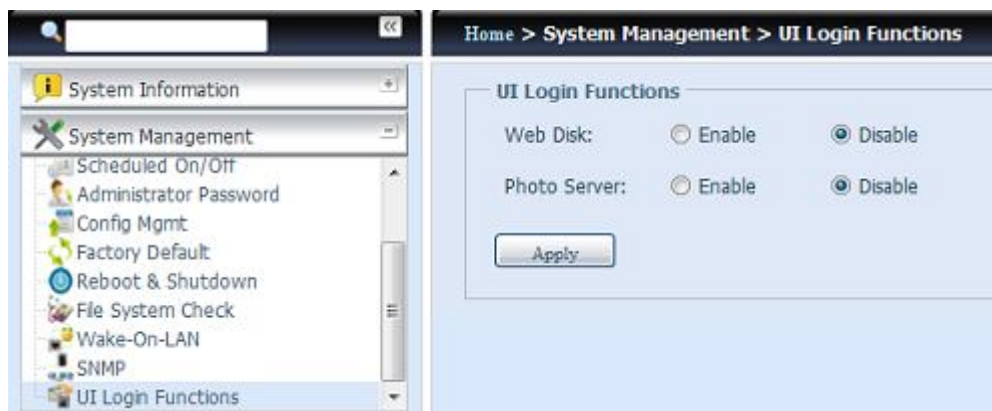 System Information
System Management
Scheduled On/Off
Administrator Password
Config Mgmt
Factory Default
Reboot & Shutdown
File System Check
Wake-On-LAN
SNMP
UI Login Functions
Home > System Management > UI Login Functions
UI Login Functions
Web Disk: Enable Disable
Photo Server: Enable Disable
Apply